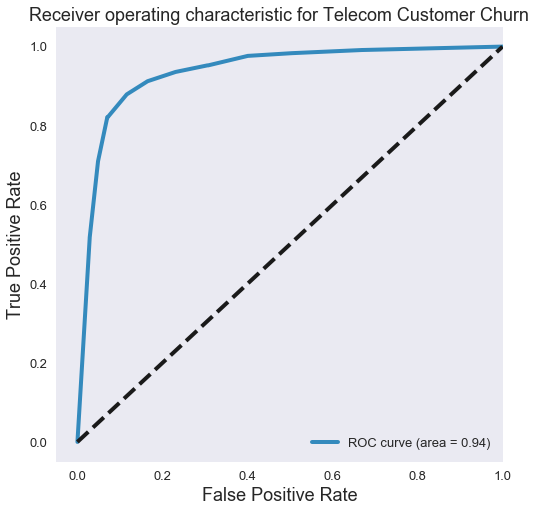 Receiver operating characteristic for Telecom Customer Churn
True Positive Rate
1.0
0.8
0.6
0.4
0.2
0.0
ROC curve (area = 0.94)
0.0 0.2 0.4 0.6 0.8 1.0
False Positive Rate